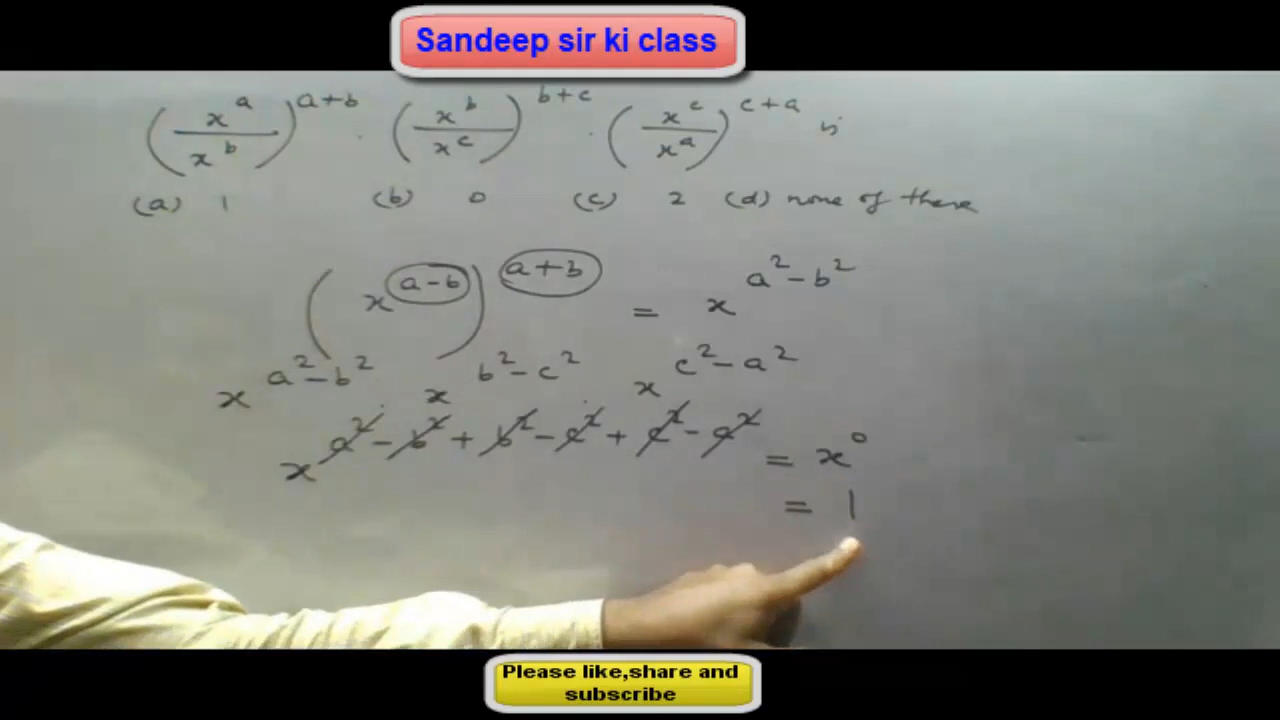 Sandeep sir ki class
(x^a / x^b)^(a+b) . (x^b / x^c)^(b+c) . (x^c / x^a)^(c+a) is
(a) 1 (b) 0 (c) 2 (d) none of these
(x^(a-b))^(a+b) = x^(a²-b²)
x^(a²-b²) x^(b²-c²) x^(c²-a²)
x^(a²-b²+b²-c²+c²-a²) = x^0
= 1
Please like,share and
subscribe